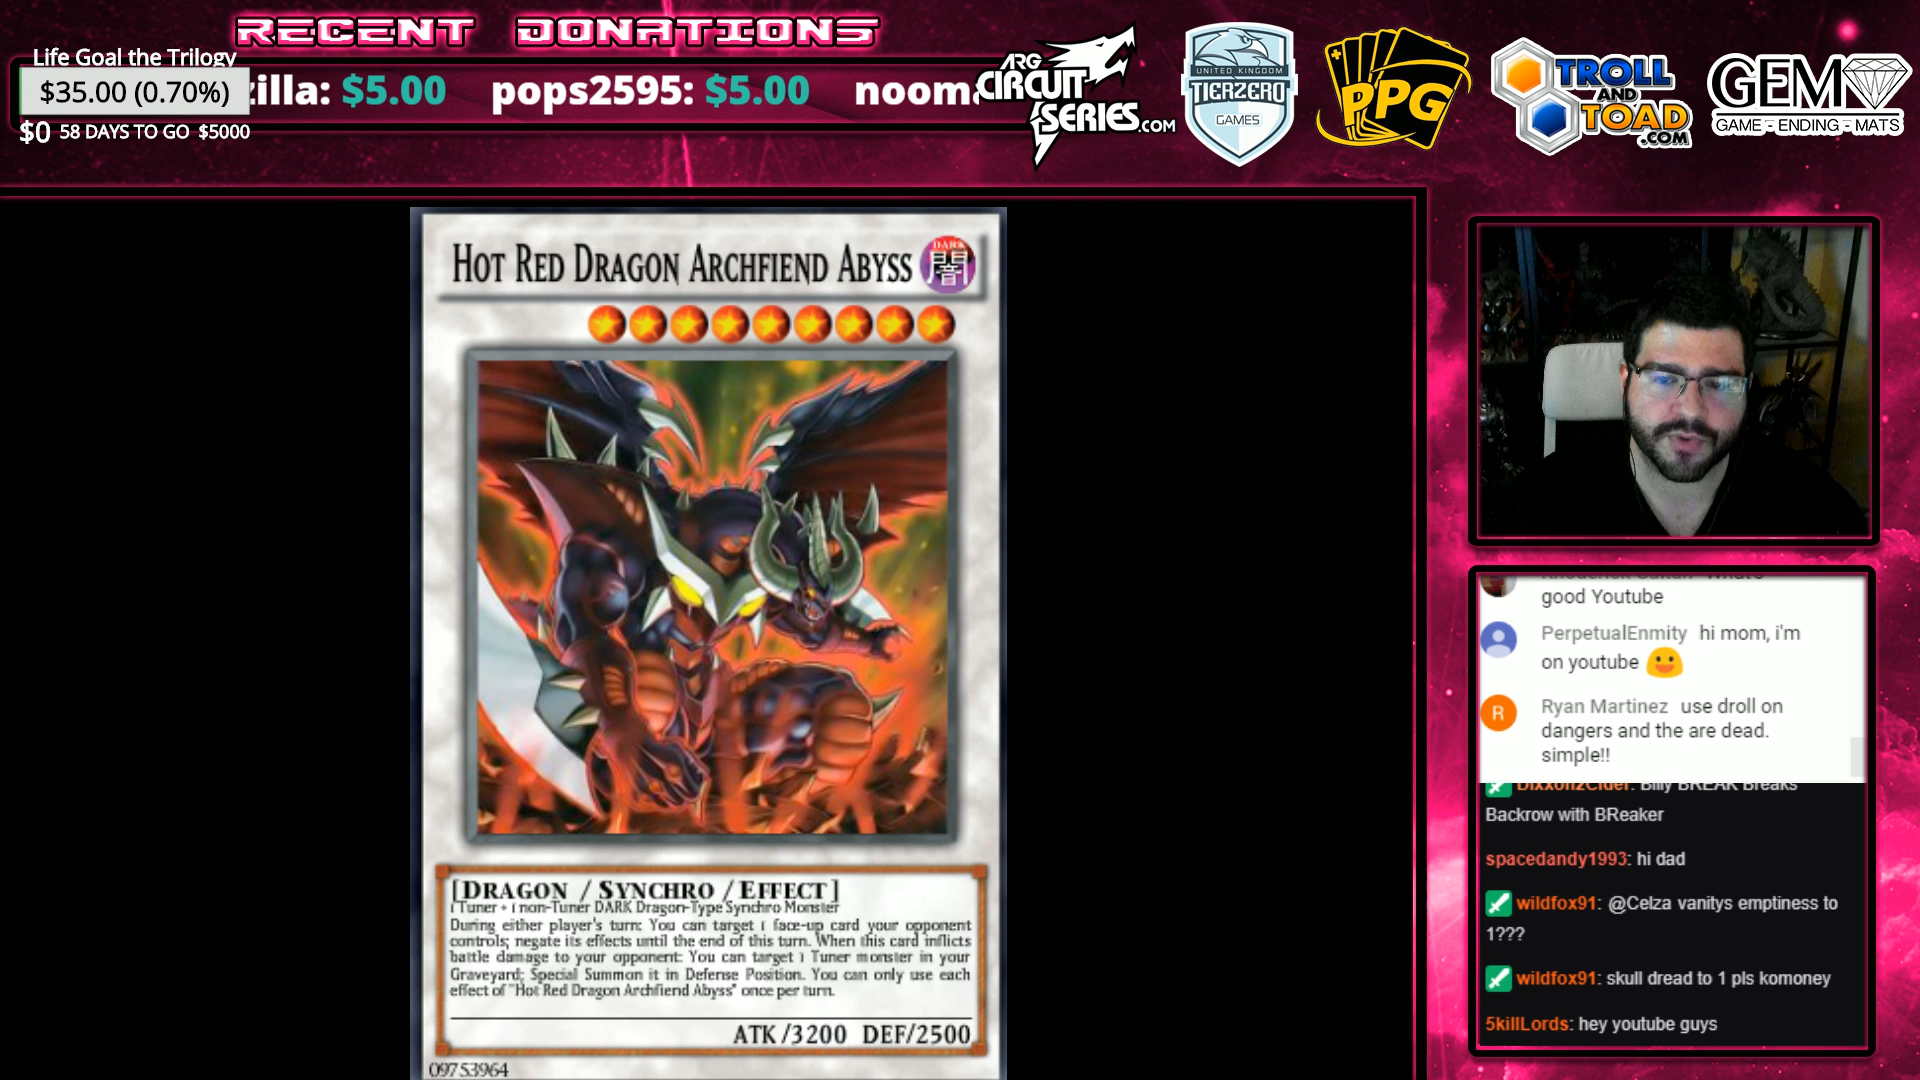 RECENT DONATIONS
Life Goal the Trilogy
$35.00 (0.70%)
zilla: $5.00 pops2595: $5.00 nooma
$0 58 DAYS TO GO $5000
ARG
CIRCUIT
SERIES.COM
UNITED KINGDOM
TIERZERO
GAMES
PPG
TROLL
AND
TOAD
.COM
GEM
GAME - ENDING - MATS
HOT RED DRAGON ARCHFIEND ABYSS
DARK
闇
[DRAGON / SYNCHRO / EFFECT]
1 Tuner + 1 non-Tuner DARK Dragon-Type Synchro Monster
During either player's turn: You can target 1 face-up card your opponent
controls; negate its effects until the end of this turn. When this card inflicts
battle damage to your opponent: You can target 1 Tuner monster in your
Graveyard; Special Summon it in Defense Position. You can only use each
effect of "Hot Red Dragon Archfiend Abyss" once per turn.
ATK/3200 DEF/2500
09753964
good Youtube
PerpetualEnmity hi mom, i'm
on youtube
R
Ryan Martinez use droll on
dangers and the are dead.
simple!!
DixxonzCider: Billy BREAK Breaks
Backrow with BReaker
spacedandy1993: hi dad
wildfox91: @Celza vanitys emptiness to
1???
wildfox91: skull dread to 1 pls komoney
5killLords: hey youtube guys